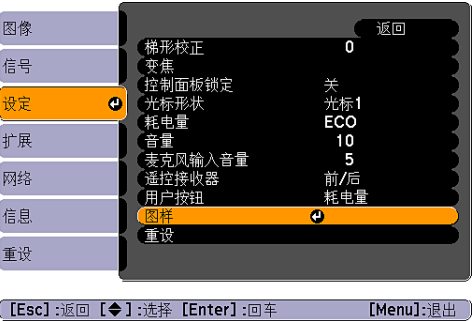 图像
信号
设定
扩展
网络
信息
重设
返回
梯形校正 0
变焦
控制面板锁定 关
光标形状 光标1
耗电量 ECO
音量 10
麦克风输入音量 5
遥控接收器 前/后
用户按钮 耗电量
图样
重设
[Esc]:返回 [◆]:选择 [Enter]:回车 [Menu]:退出